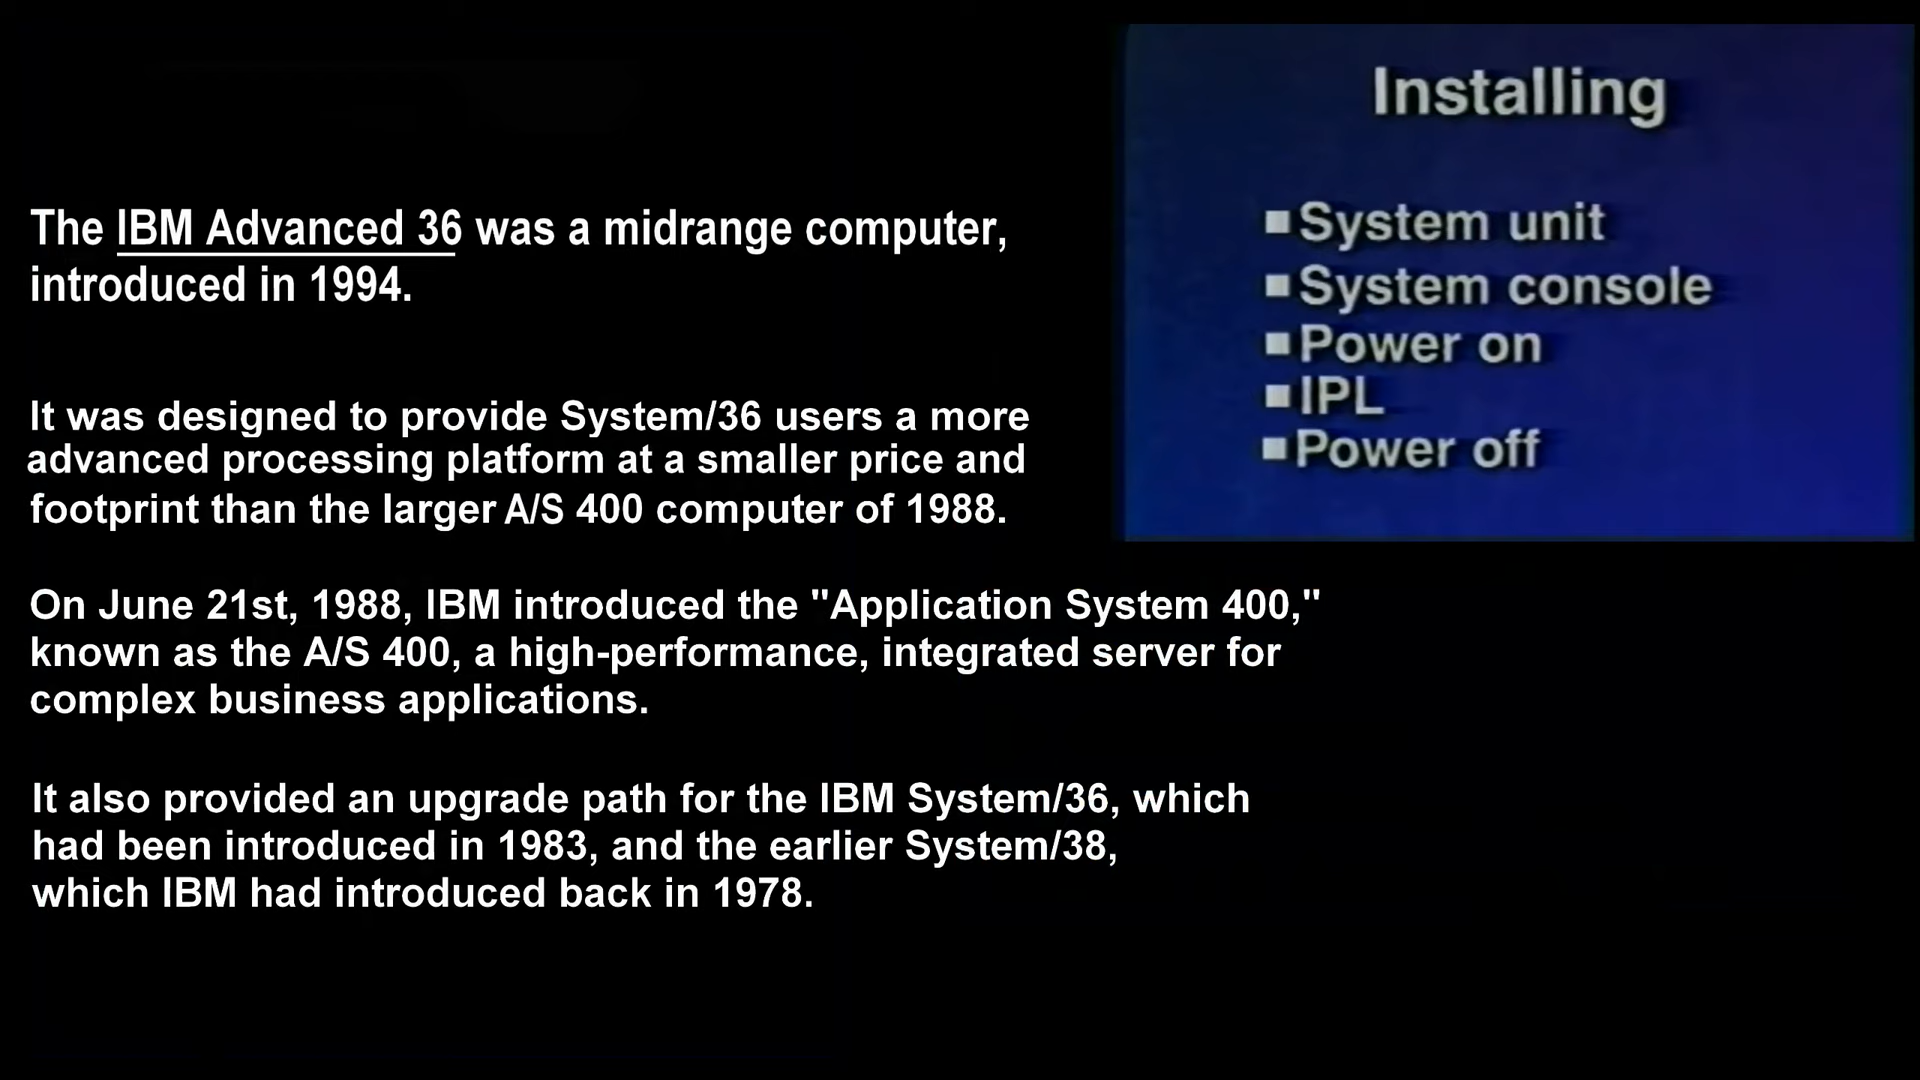 Installing
System unit
System console
Power on
IPL
Power off
The IBM Advanced 36 was a midrange computer,
introduced in 1994.
It was designed to provide System/36 users a more
advanced processing platform at a smaller price and
footprint than the larger A/S 400 computer of 1988.
On June 21st, 1988, IBM introduced the "Application System 400,"
known as the A/S 400, a high-performance, integrated server for
complex business applications.
It also provided an upgrade path for the IBM System/36, which
had been introduced in 1983, and the earlier System/38,
which IBM had introduced back in 1978.